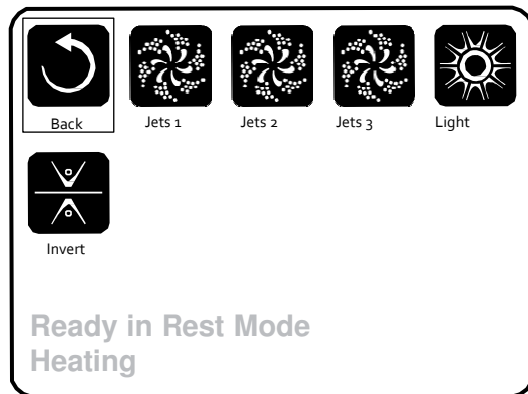 Back
Jets 1
Jets 2
Jets 3
Light
Invert
Ready in Rest Mode
Heating